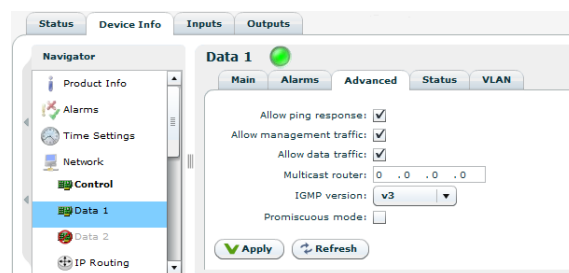 Status Device Info Inputs Outputs
Navigator
Product Info
Alarms
Time Settings
Network
Control
Data 1
Data 2
IP Routing
Data 1
Main Alarms Advanced Status VLAN
Allow ping response:
Allow management traffic:
Allow data traffic:
Multicast router: 0 . 0 . 0 . 0
IGMP version: v3
Promiscuous mode:
Apply Refresh